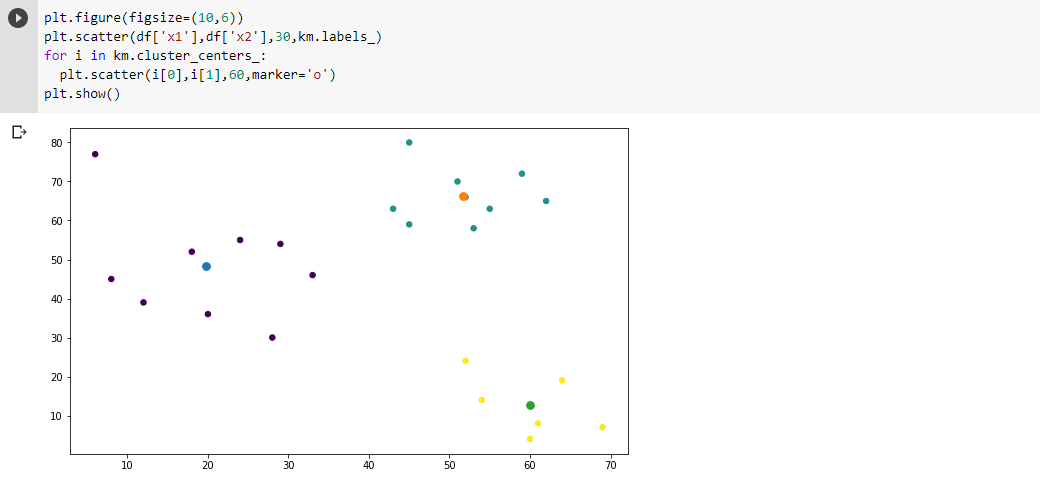 plt.figure(figsize=(10,6))
plt.scatter(df['x1'],df['x2'],30,km.labels_)
for i in km.cluster_centers_:
  plt.scatter(i[0],i[1],60,marker='o')
plt.show()
80
70
60
50
40
30
20
10
10 20 30 40 50 60 70